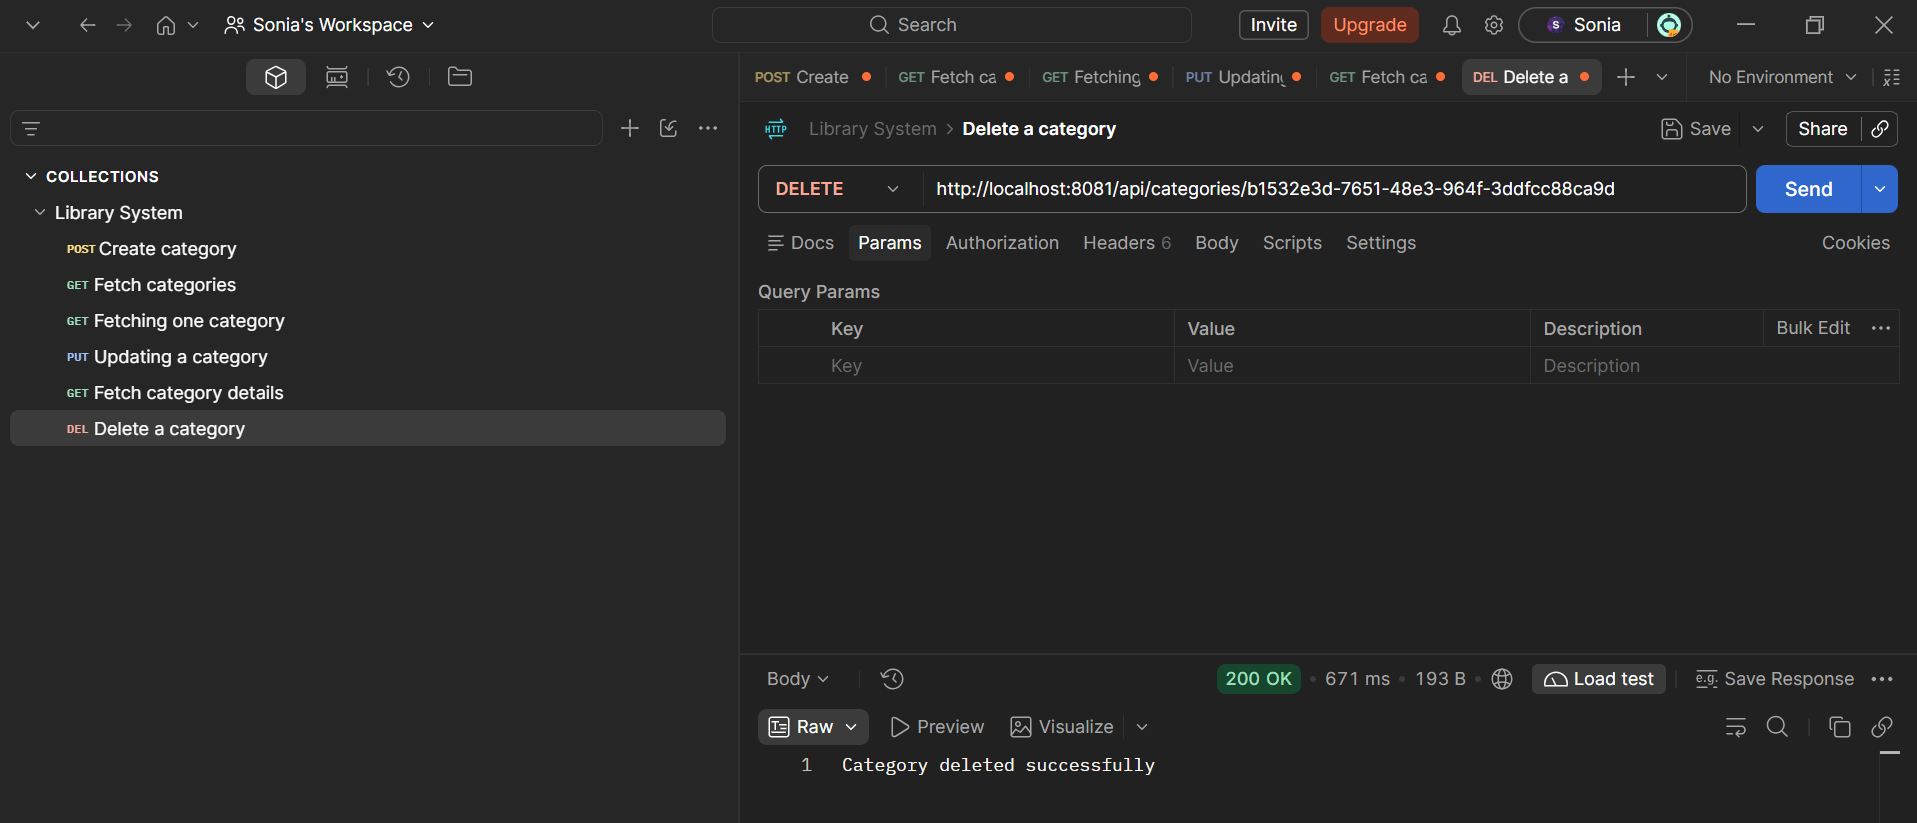 Sonia's Workspace
Search
Invite
Upgrade
S Sonia
POST Create
GET Fetch ca
GET Fetching
PUT Updating
GET Fetch ca
DEL Delete a
No Environment
COLLECTIONS
Library System
POST Create category
GET Fetch categories
GET Fetching one category
PUT Updating a category
GET Fetch category details
DEL Delete a category
HTTP Library System > Delete a category
Save
Share
DELETE http://localhost:8081/api/categories/b1532e3d-7651-48e3-964f-3ddfcc88ca9d
Send
Docs Params Authorization Headers 6 Body Scripts Settings Cookies
Query Params
Key Value Description Bulk Edit
Key Value Description
Body 200 OK • 671 ms • 193 B • Load test e.g. Save Response
Raw Preview Visualize
1 Category deleted successfully